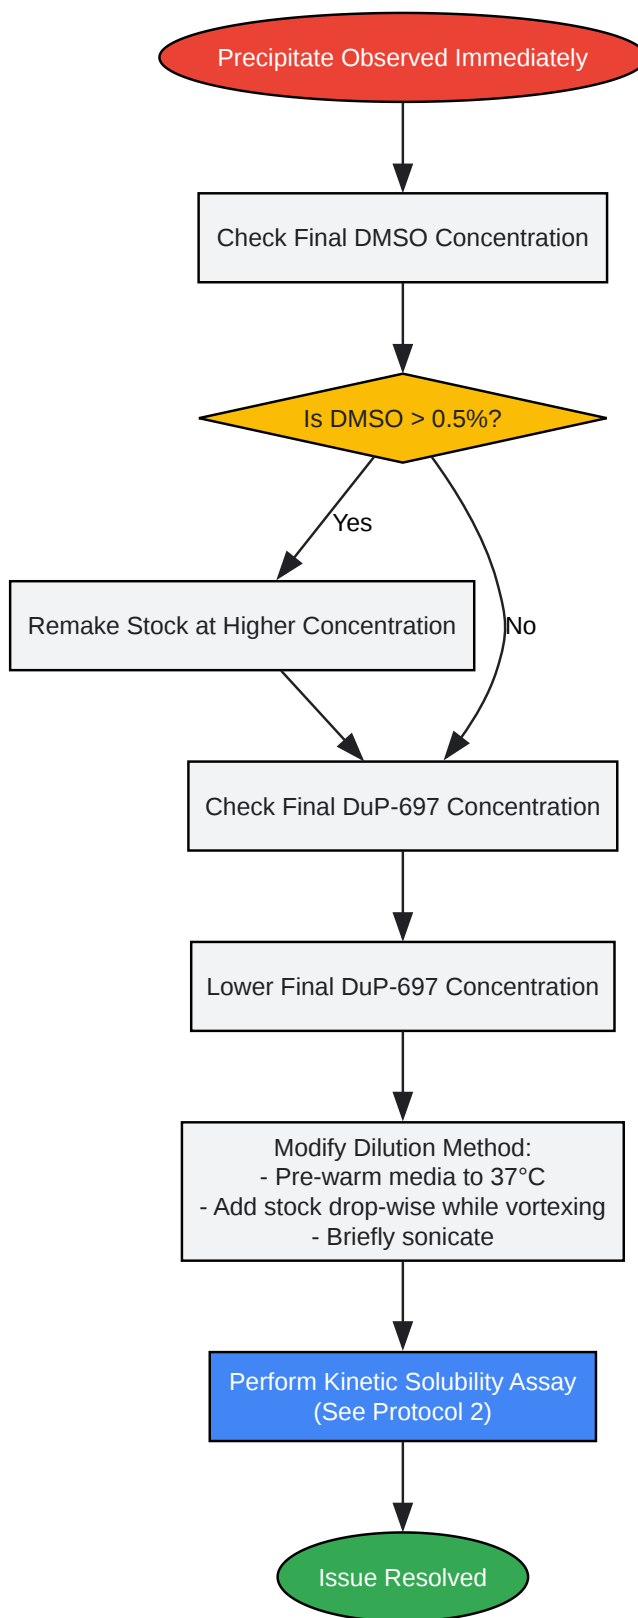 Precipitate Observed Immediately
Check Final DMSO Concentration
Is DMSO > 0.5%?
Yes
Remake Stock at Higher Concentration
No
Check Final DuP-697 Concentration
Lower Final DuP-697 Concentration
Modify Dilution Method:
- Pre-warm media to 37°C
- Add stock drop-wise while vortexing
- Briefly sonicate
Perform Kinetic Solubility Assay
(See Protocol 2)
Issue Resolved